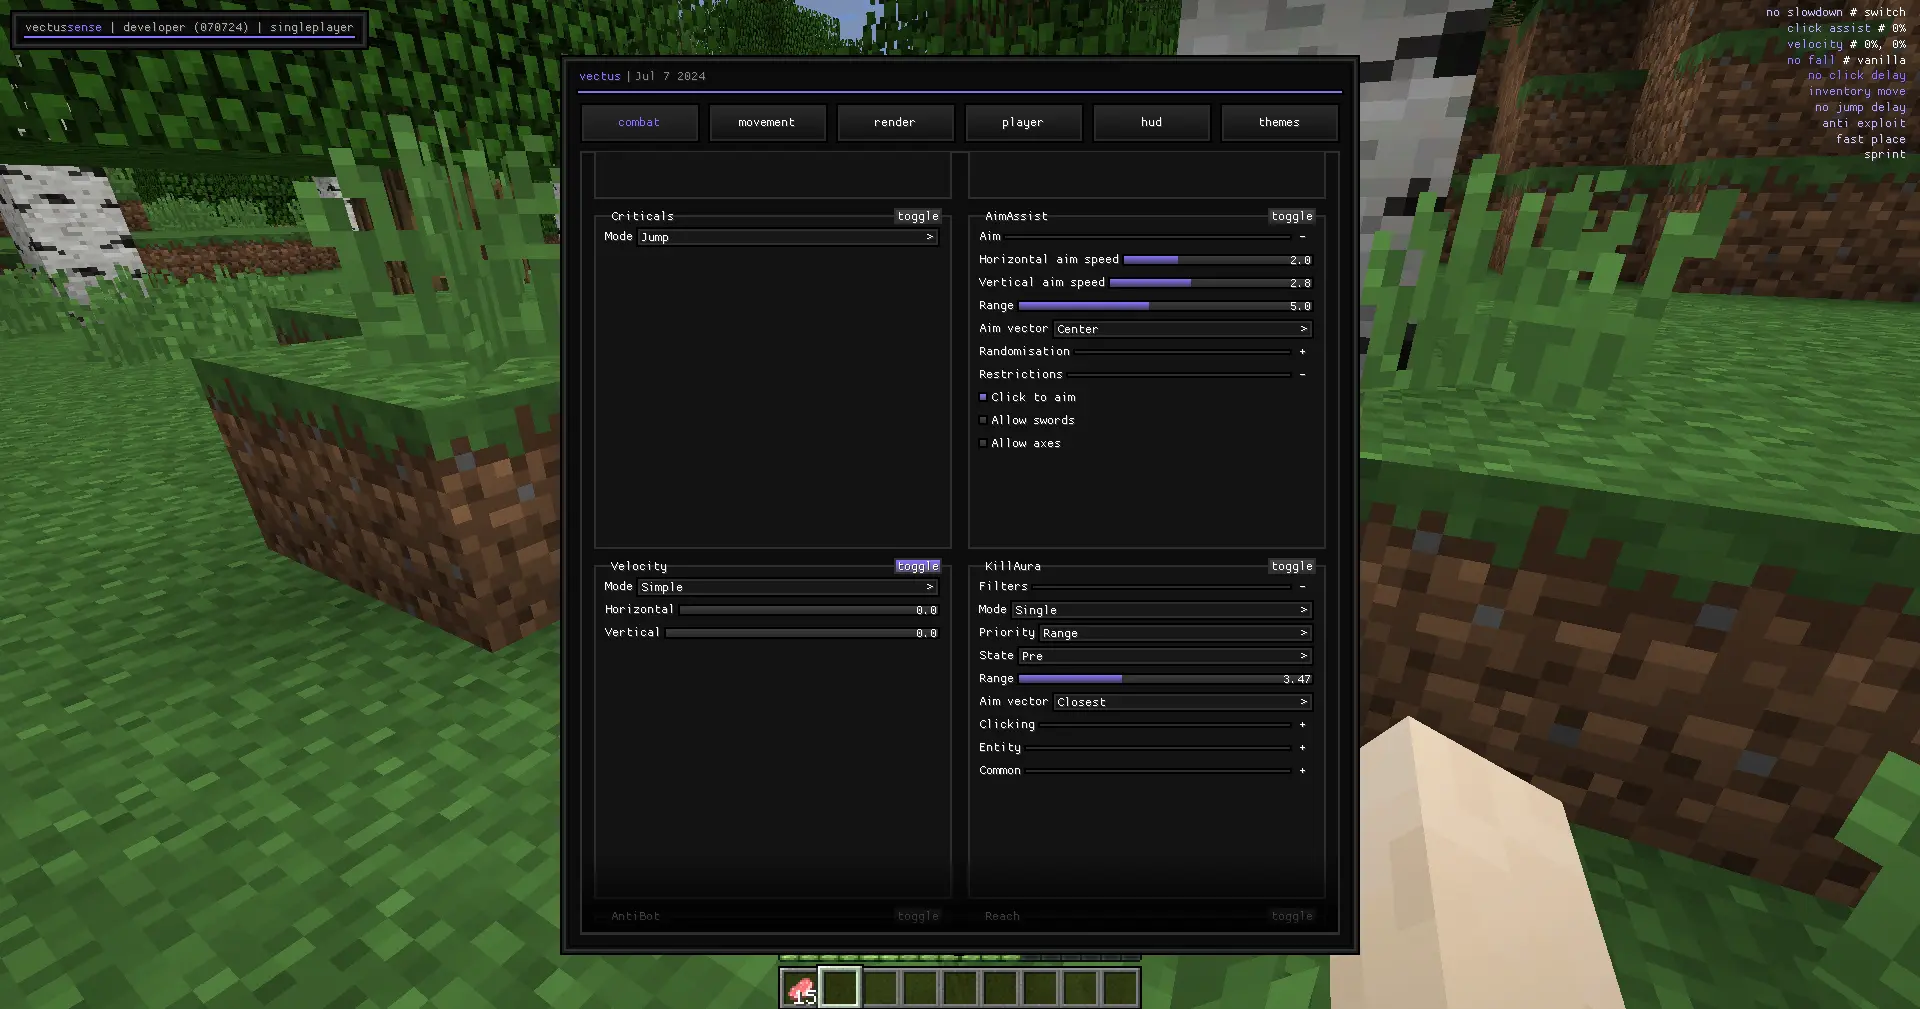 vectussense | developer (070724) | singleplayer
no slowdown # switch
click assist # 0%
velocity # 0%, 0%
no fall # vanilla
no click delay
inventory move
no jump delay
anti exploit
fast place
sprint
vectus | Jul 7 2024
combat movement render player hud themes
Criticals toggle
Mode Jump >
AimAssist toggle
Aim -
Horizontal aim speed 2.0
Vertical aim speed 2.8
Range 5.0
Aim vector Center >
Randomisation +
Restrictions -
Click to aim
Allow swords
Allow axes
Velocity toggle
Mode Simple >
Horizontal 0.0
Vertical 0.0
KillAura toggle
Filters -
Mode Single >
Priority Range >
State Pre >
Range 3.47
Aim vector Closest >
Clicking +
Entity +
Common +
AntiBot toggle
Reach toggle
15